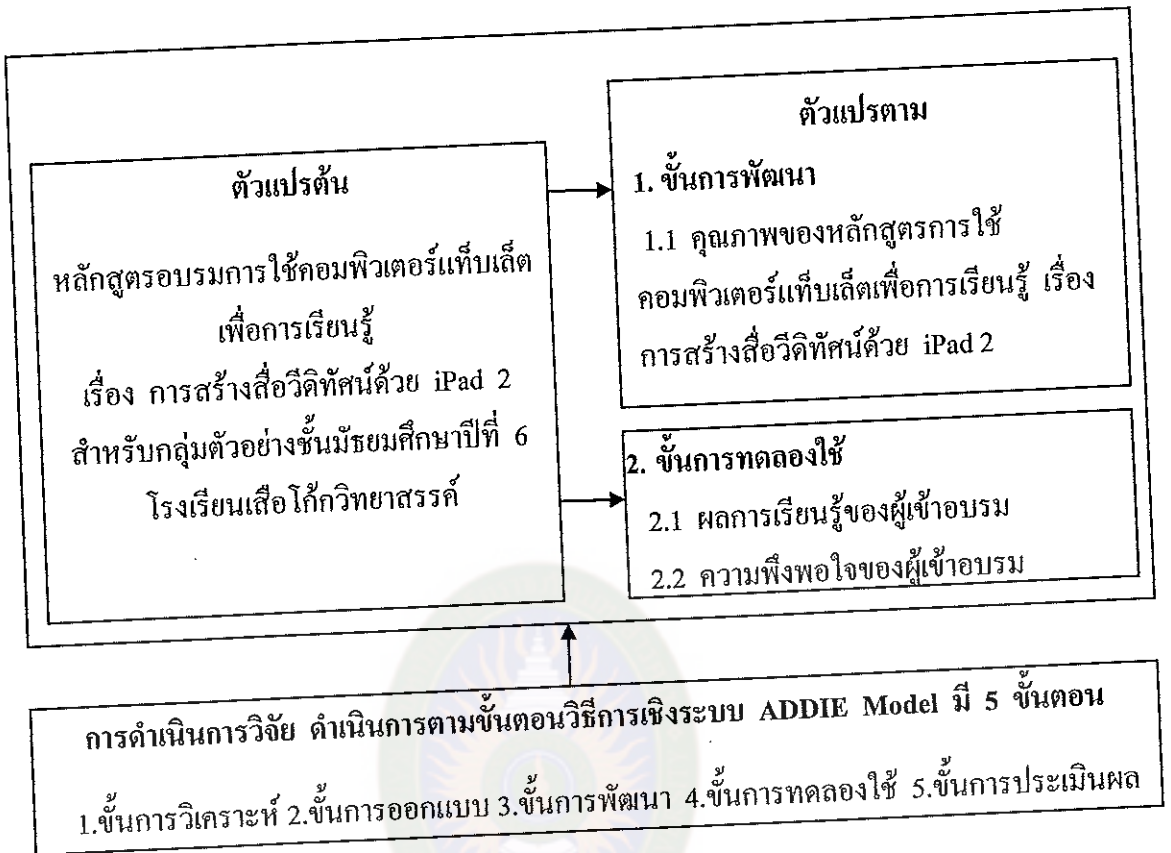 ตัวแปรต้น
หลักสูตรอบรมการใช้คอมพิวเตอร์แท็บเล็ต
เพื่อการเรียนรู้
เรื่อง การสร้างสื่อวีดิทัศน์ด้วย iPad 2
สำหรับกลุ่มตัวอย่างชั้นมัธยมศึกษาปีที่ 6
โรงเรียนเสือโก้กวิทยาสรรค์
ตัวแปรตาม
1. ขั้นการพัฒนา
1.1 คุณภาพของหลักสูตรการใช้
คอมพิวเตอร์แท็บเล็ตเพื่อการเรียนรู้ เรื่อง
การสร้างสื่อวีดิทัศน์ด้วย iPad 2
2. ขั้นการทดลองใช้
2.1 ผลการเรียนรู้ของผู้เข้าอบรม
2.2 ความพึงพอใจของผู้เข้าอบรม
การดำเนินการวิจัย ดำเนินการตามขั้นตอนวิธีการเชิงระบบ ADDIE Model มี 5 ขั้นตอน
1.ขั้นการวิเคราะห์ 2.ขั้นการออกแบบ 3.ขั้นการพัฒนา 4.ขั้นการทดลองใช้ 5.ขั้นการประเมินผล